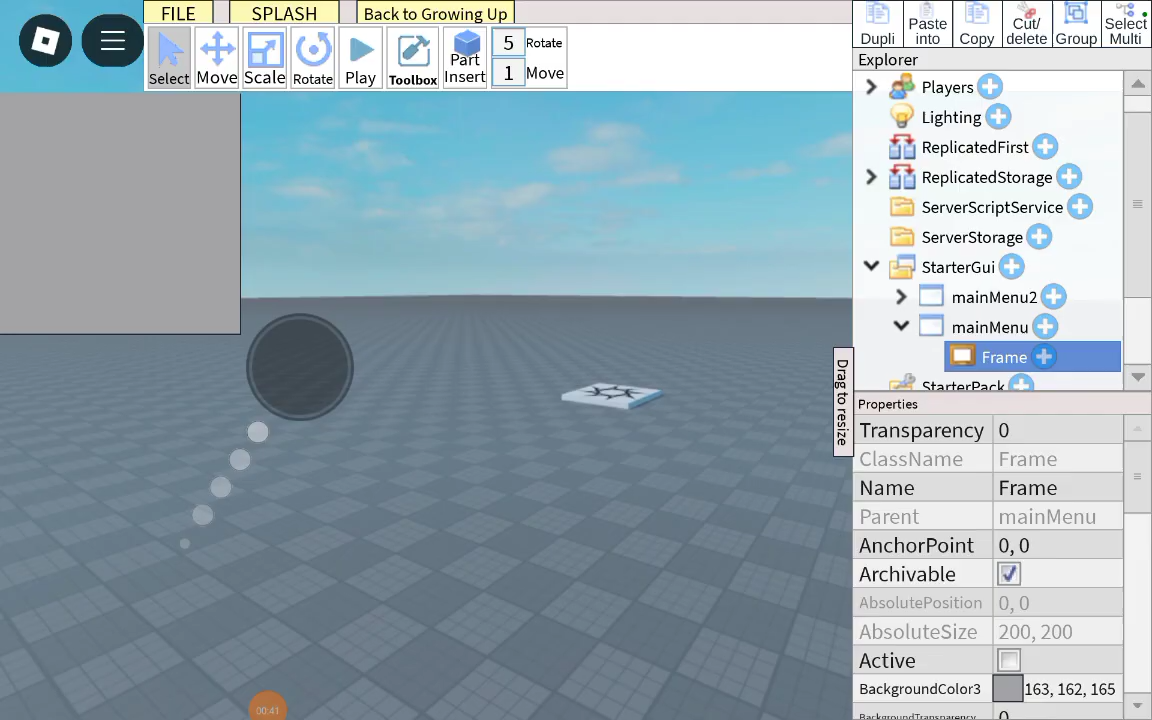 FILE
SPLASH
Back to Growing Up
Select
Move
Scale
Rotate
Play
Toolbox
Part
Insert
5 Rotate
1 Move
Dupli
Paste
into
Copy
Cut/
delete
Group
Select
Multi
Explorer
Players
Lighting
ReplicatedFirst
ReplicatedStorage
ServerScriptService
ServerStorage
StarterGui
mainMenu2
mainMenu
Frame
StarterPack
Drag to resize
Properties
Transparency 0
ClassName Frame
Name Frame
Parent mainMenu
AnchorPoint 0, 0
Archivable
AbsolutePosition 0, 0
AbsoluteSize 200, 200
Active
BackgroundColor3 163, 162, 165
BackgroundTransparency 0
00:41